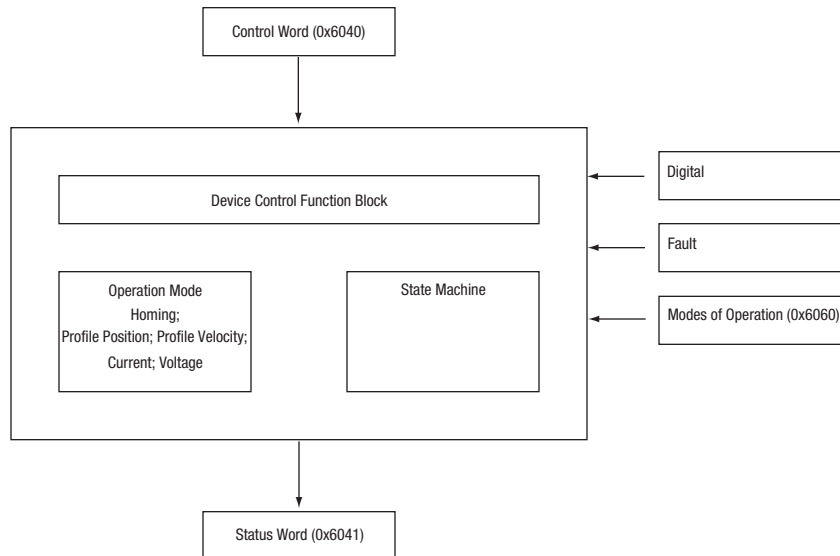 Control Word (0x6040)
Device Control Function Block
Digital
Fault
Modes of Operation (0x6060)
Operation Mode
Homing;
Profile Position; Profile Velocity;
Current; Voltage
State Machine
Status Word (0x6041)